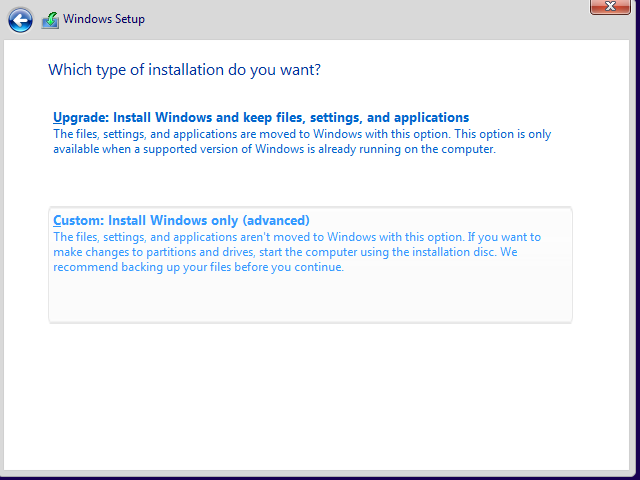 Windows Setup
Which type of installation do you want?
Upgrade: Install Windows and keep files, settings, and applications
The files, settings, and applications are moved to Windows with this option. This option is only
available when a supported version of Windows is already running on the computer.
Custom: Install Windows only (advanced)
The files, settings, and applications aren't moved to Windows with this option. If you want to
make changes to partitions and drives, start the computer using the installation disc. We
recommend backing up your files before you continue.